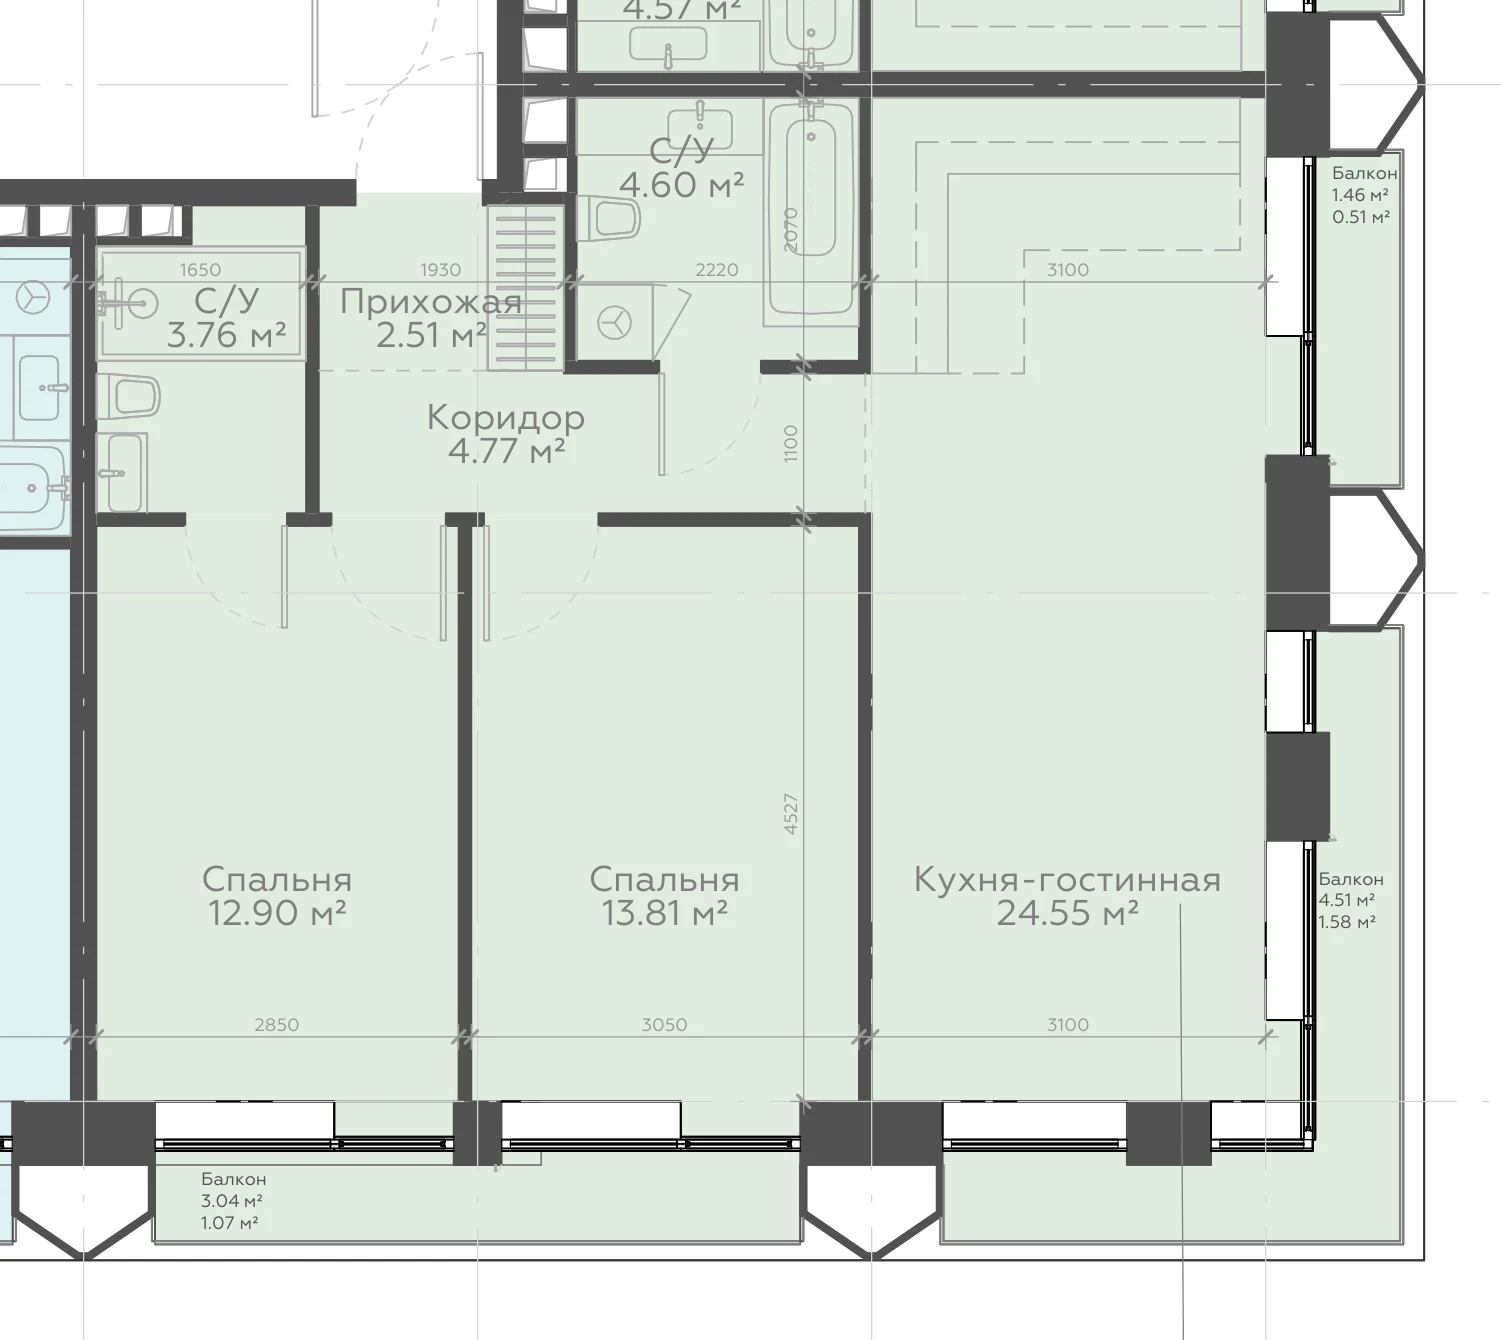 4.57 м²
С/У
4.60 м²
Балкон
1.46 м²
0.51 м²
2070
1650
1930
2220
3100
С/У
3.76 м²
Прихожая
2.51 м²
Коридор
4.77 м²
1100
4527
Спальня
12.90 м²
Спальня
13.81 м²
Кухня-гостинная
24.55 м²
Балкон
4.51 м²
1.58 м²
2850
3050
3100
Балкон
3.04 м²
1.07 м²